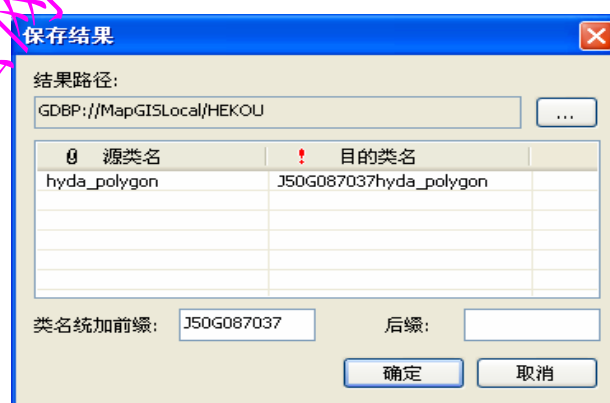 保存结果
结果路径:
GDBP://MapGISLocal/HEKOU
...
源类名 ! 目的类名
hyda_polygon J50G087037hyda_polygon
类名统加前缀: J50G087037 后缀:
确定 取消